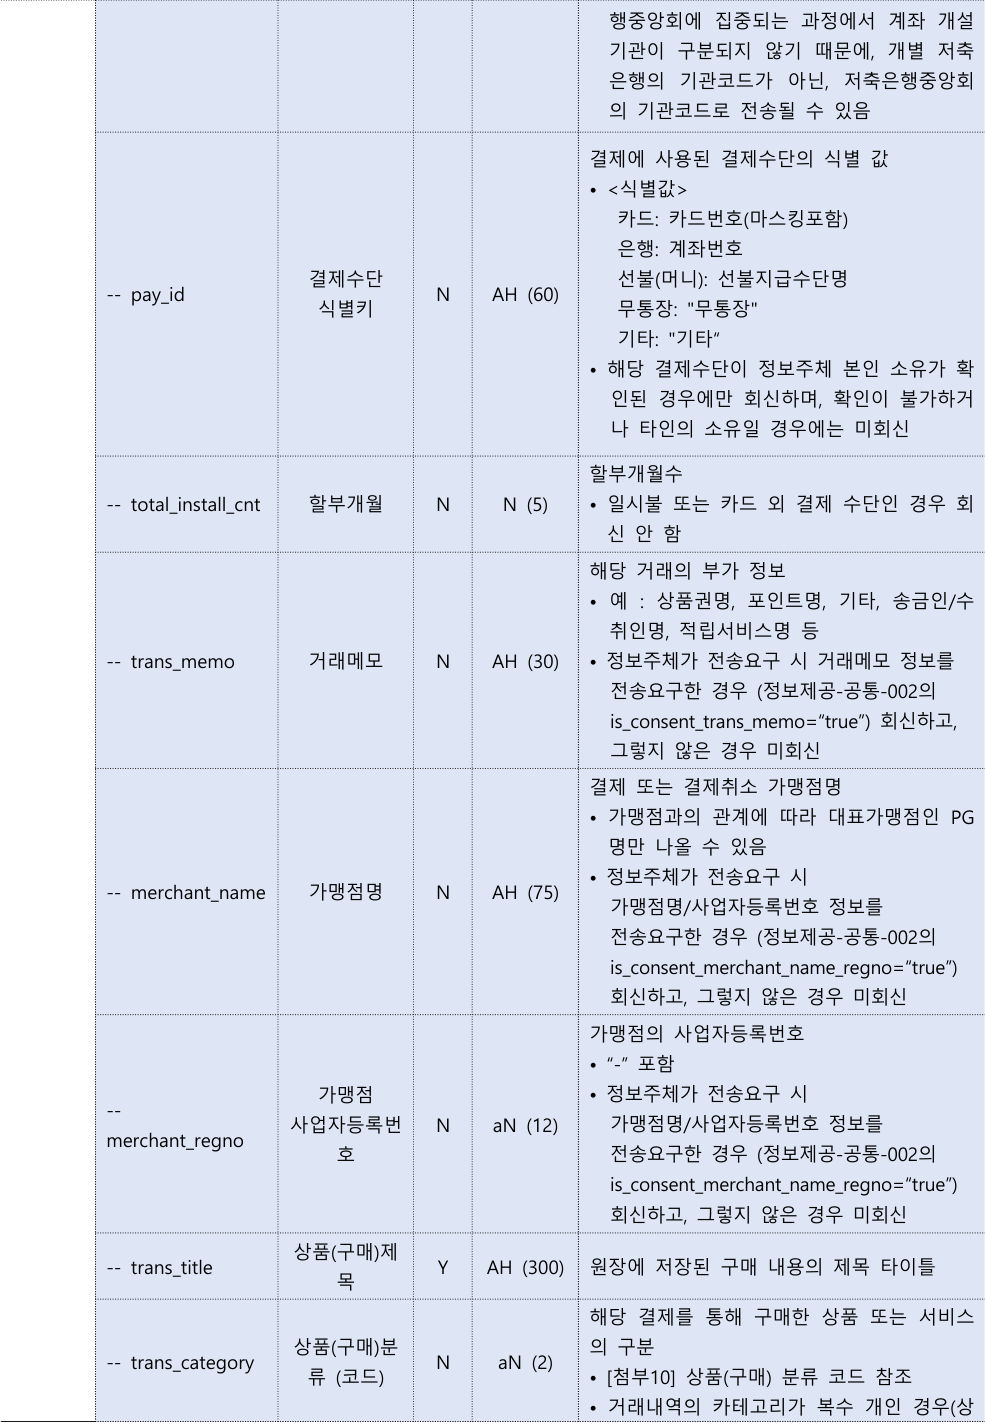 행중앙회에 집중되는 과정에서 계좌 개설
기관이 구분되지 않기 때문에, 개별 저축
은행의 기관코드가 아닌, 저축은행중앙회
의 기관코드로 전송될 수 있음
-- pay_id
결제수단
식별키
N
AH (60)
결제에 사용된 결제수단의 식별 값
• <식별값>
카드: 카드번호(마스킹포함)
은행: 계좌번호
선불(머니): 선불지급수단명
무통장: "무통장"
기타: "기타“
• 해당 결제수단이 정보주체 본인 소유가 확
인된 경우에만 회신하며, 확인이 불가하거
나 타인의 소유일 경우에는 미회신
-- total_install_cnt
할부개월
N
N (5)
할부개월수
• 일시불 또는 카드 외 결제 수단인 경우 회
신 안 함
-- trans_memo
거래메모
N
AH (30)
해당 거래의 부가 정보
• 예 : 상품권명, 포인트명, 기타, 송금인/수
취인명, 적립서비스명 등
• 정보주체가 전송요구 시 거래메모 정보를
전송요구한 경우 (정보제공-공통-002의
is_consent_trans_memo=“true”) 회신하고,
그렇지 않은 경우 미회신
-- merchant_name
가맹점명
N
AH (75)
결제 또는 결제취소 가맹점명
• 가맹점과의 관계에 따라 대표가맹점인 PG
명만 나올 수 있음
• 정보주체가 전송요구 시
가맹점명/사업자등록번호 정보를
전송요구한 경우 (정보제공-공통-002의
is_consent_merchant_name_regno=“true”)
회신하고, 그렇지 않은 경우 미회신
--
merchant_regno
가맹점
사업자등록번
호
N
aN (12)
가맹점의 사업자등록번호
• “-” 포함
• 정보주체가 전송요구 시
가맹점명/사업자등록번호 정보를
전송요구한 경우 (정보제공-공통-002의
is_consent_merchant_name_regno=“true”)
회신하고, 그렇지 않은 경우 미회신
-- trans_title
상품(구매)제
목
Y
AH (300)
원장에 저장된 구매 내용의 제목 타이틀
-- trans_category
상품(구매)분
류 (코드)
N
aN (2)
해당 결제를 통해 구매한 상품 또는 서비스
의 구분
• [첨부10] 상품(구매) 분류 코드 참조
• 거래내역의 카테고리가 복수 개인 경우(상